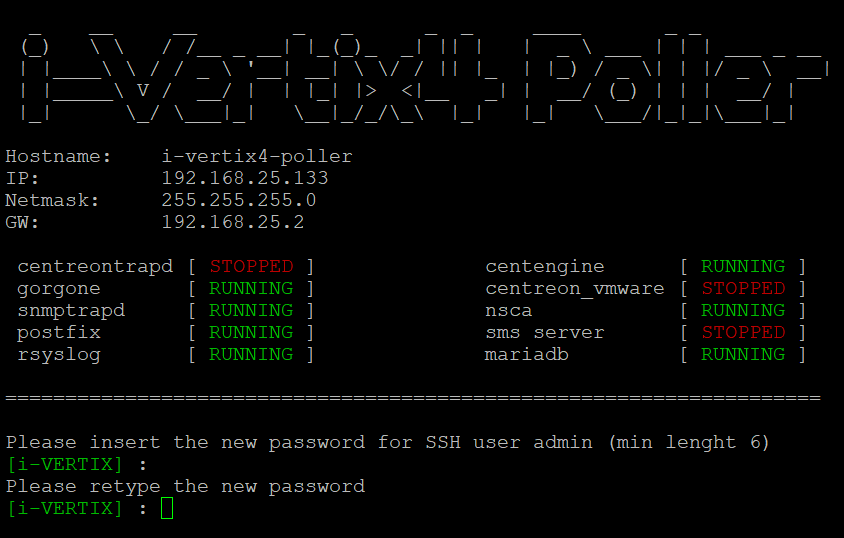 i-Vertix4 Poller
Hostname: i-vertix4-poller
IP: 192.168.25.133
Netmask: 255.255.255.0
GW: 192.168.25.2
centreontrapd [ STOPPED ] centengine [ RUNNING ]
gorgone [ RUNNING ] centreon_vmware [ STOPPED ]
snmptrapd [ RUNNING ] nsca [ RUNNING ]
postfix [ RUNNING ] sms server [ STOPPED ]
rsyslog [ RUNNING ] mariadb [ RUNNING ]
====================================================================
Please insert the new password for SSH user admin (min lenght 6)
[i-VERTIX] :
Please retype the new password
[i-VERTIX] :